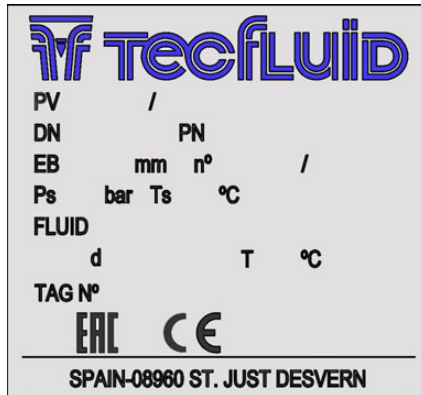 TECFLUID
PV /
DN PN
EB mm nº /
Ps bar Ts ºC
FLUID
d T ºC
TAG Nº
EAC CE
SPAIN-08960 ST. JUST DESVERN